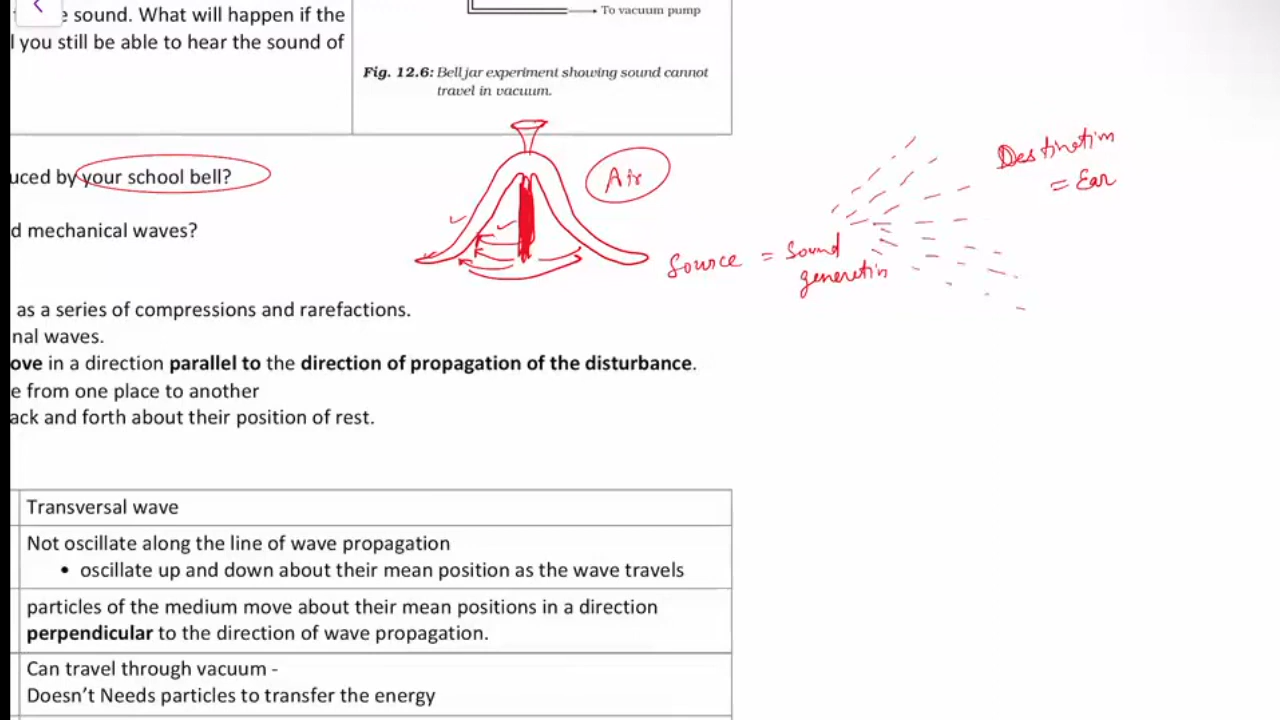 e sound. What will happen if the
l you still be able to hear the sound of
To vacuum pump
Fig. 12.6: Bell jar experiment showing sound cannot
travel in vacuum.
uced by your school bell?
Air
Destination
= Ear
d mechanical waves?
Source = Sound
generation
as a series of compressions and rarefactions.
nal waves.
ove in a direction parallel to the direction of propagation of the disturbance.
e from one place to another
ack and forth about their position of rest.
Transversal wave
Not oscillate along the line of wave propagation
• oscillate up and down about their mean position as the wave travels
particles of the medium move about their mean positions in a direction
perpendicular to the direction of wave propagation.
Can travel through vacuum -
Doesn't Needs particles to transfer the energy